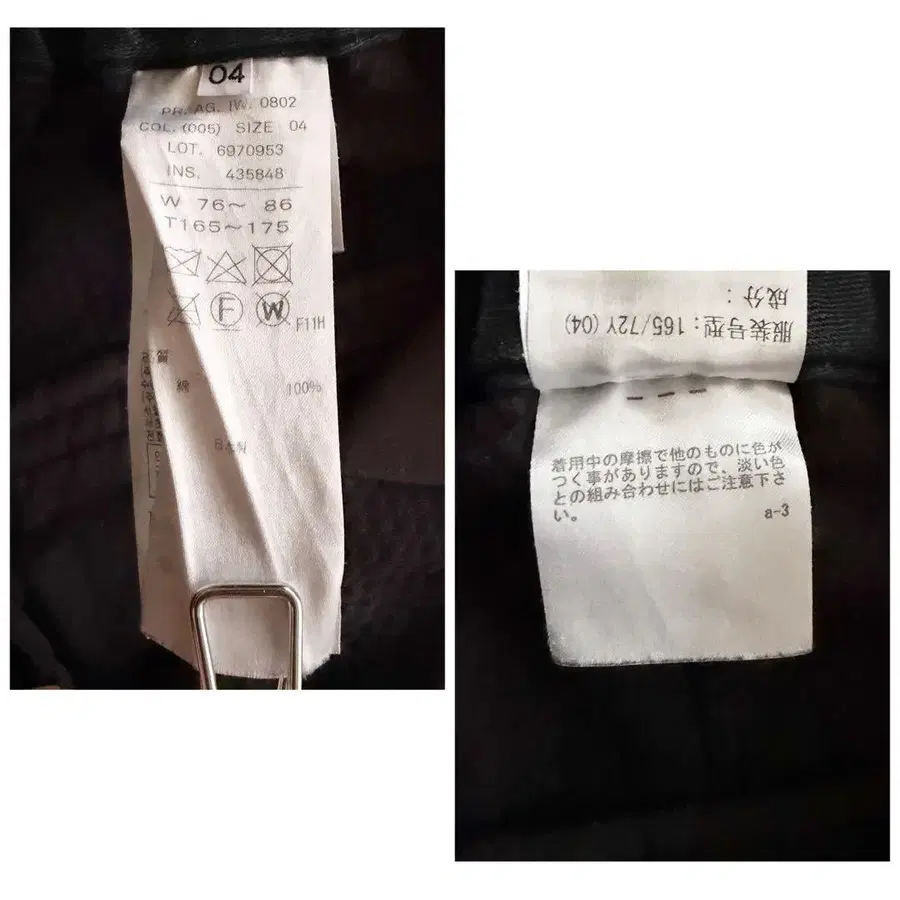 04
PR. AG. IW. 0802
COL. (005) SIZE 04
LOT. 6970953
INS. 435848
W 76～ 86
T165～175
F
W
F11H
綿 100%
日本製
服装号型：165/72Y (04)
成分：
着用中の摩擦で他のものに色が
つく事がありますので、淡い色
との組み合わせにはご注意下さ
い。
a-3